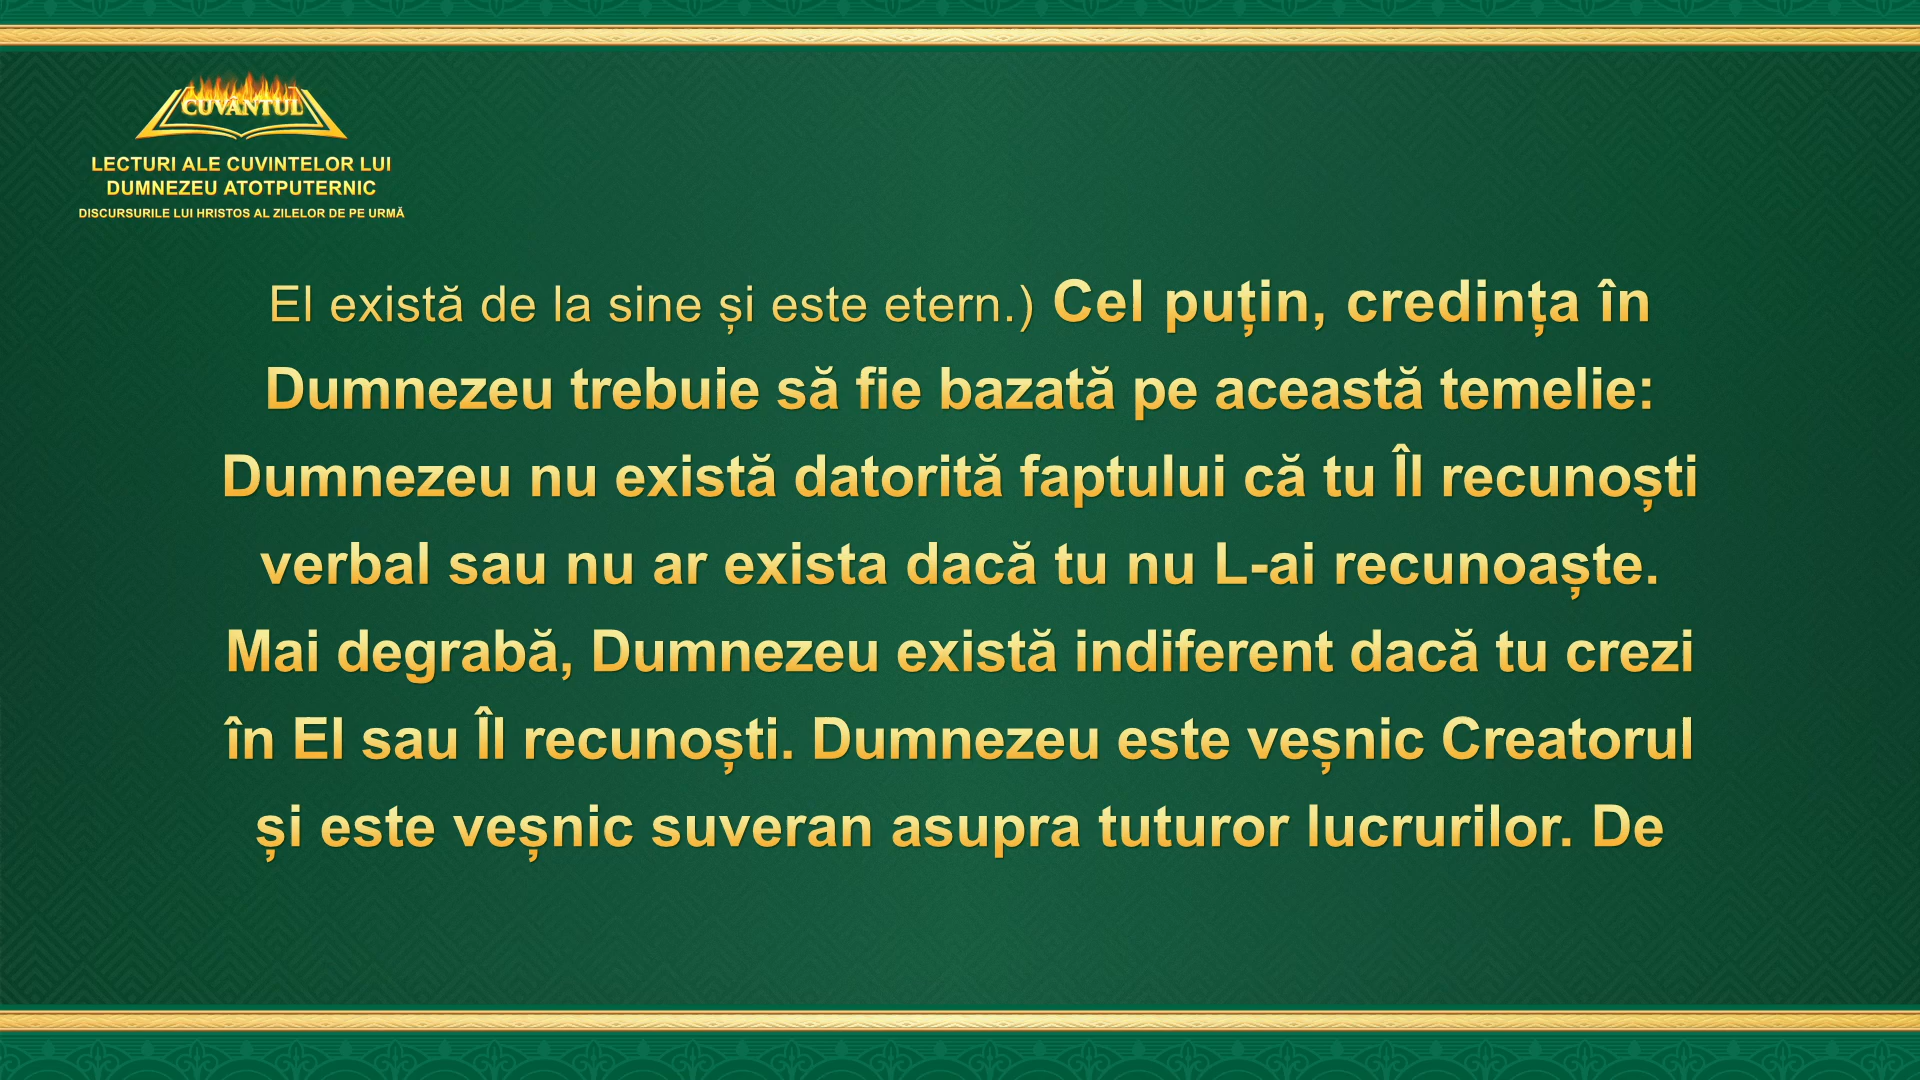 CUVÂNTUL
LECTURI ALE CUVINTELOR LUI
DUMNEZEU ATOTPUTERNIC
DISCURSURILE LUI HRISTOS AL ZILELOR DE PE URMĂ
El există de la sine și este etern.) Cel puțin, credința în
Dumnezeu trebuie să fie bazată pe această temelie:
Dumnezeu nu există datorită faptului că tu Îl recunoști
verbal sau nu ar exista dacă tu nu L-ai recunoaște.
Mai degrabă, Dumnezeu există indiferent dacă tu crezi
în El sau Îl recunoști. Dumnezeu este veșnic Creatorul
și este veșnic suveran asupra tuturor lucrurilor. De